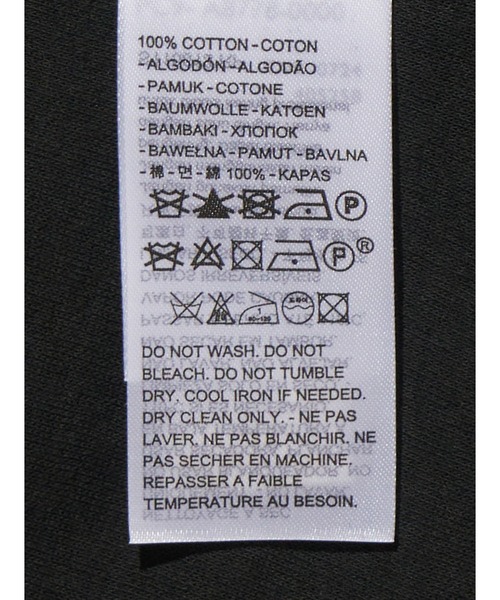 100% COTTON - COTON
- ALGODÓN - ALGODÃO
- PAMUK - COTONE
- BAUMWOLLE - KATOEN
- BAMBAKI - ХЛОПОК
- BAWEŁNA - PAMUT - BAVLNA
- 棉 - 면 - 綿 100% - KAPAS
P
P®
DO NOT WASH. DO NOT
BLEACH. DO NOT TUMBLE
DRY. COOL IRON IF NEEDED.
DRY CLEAN ONLY. - NE PAS
LAVER. NE PAS BLANCHIR. NE
PAS SECHER EN MACHINE.
REPASSER A FAIBLE
TEMPERATURE AU BESOIN.